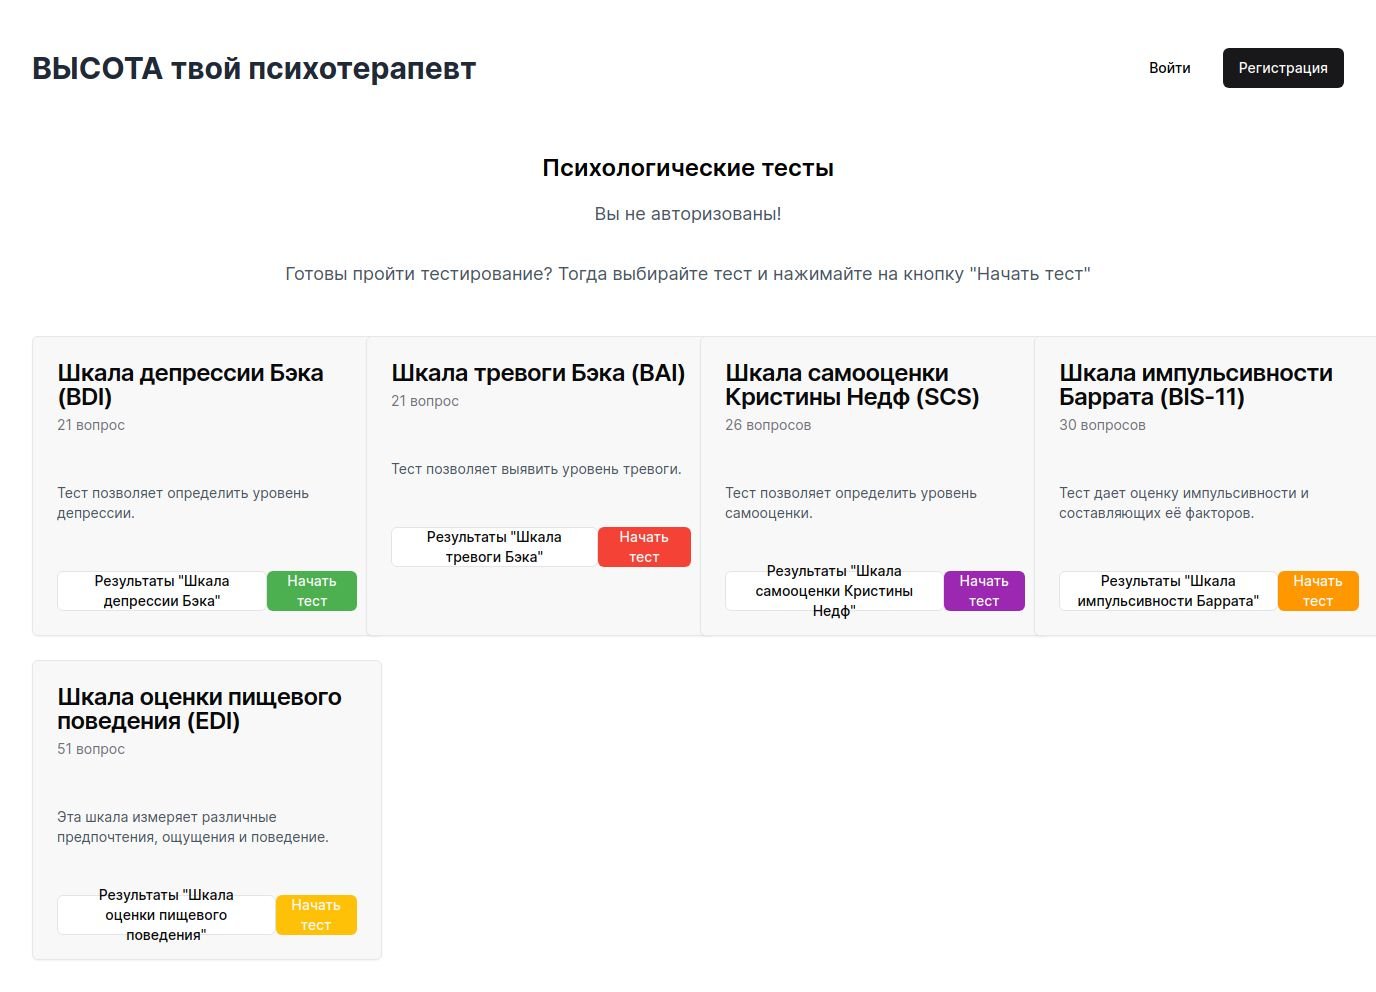 ВЫСОТА твой психотерапевт
Войти
Регистрация
Психологические тесты
Вы не авторизованы!
Готовы пройти тестирование? Тогда выбирайте тест и нажимайте на кнопку "Начать тест"
Шкала депрессии Бэка
(BDI)
21 вопрос
Тест позволяет определить уровень
депрессии.
Результаты "Шкала
депрессии Бэка"
Начать
тест
Шкала тревоги Бэка (BAI)
21 вопрос
Тест позволяет выявить уровень тревоги.
Результаты "Шкала
тревоги Бэка"
Начать
тест
Шкала самооценки
Кристины Недф (SCS)
26 вопросов
Тест позволяет определить уровень
самооценки.
Результаты "Шкала
самооценки Кристины
Недф"
Начать
тест
Шкала импульсивности
Баррата (BIS-11)
30 вопросов
Тест дает оценку импульсивности и
составляющих её факторов.
Результаты "Шкала
импульсивности Баррата"
Начать
тест
Шкала оценки пищевого
поведения (EDI)
51 вопрос
Эта шкала измеряет различные
предпочтения, ощущения и поведение.
Результаты "Шкала
оценки пищевого
поведения"
Начать
тест